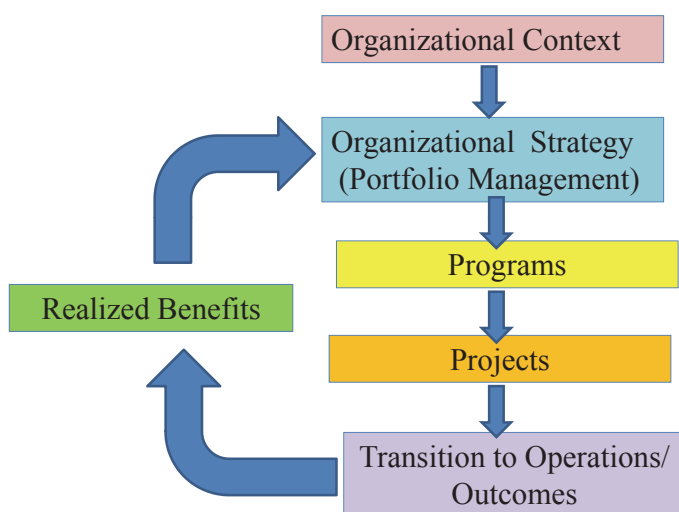 Organizational Context
Organizational Strategy
(Portfolio Management)
Programs
Realized Benefits
Projects
Transition to Operations/
Outcomes